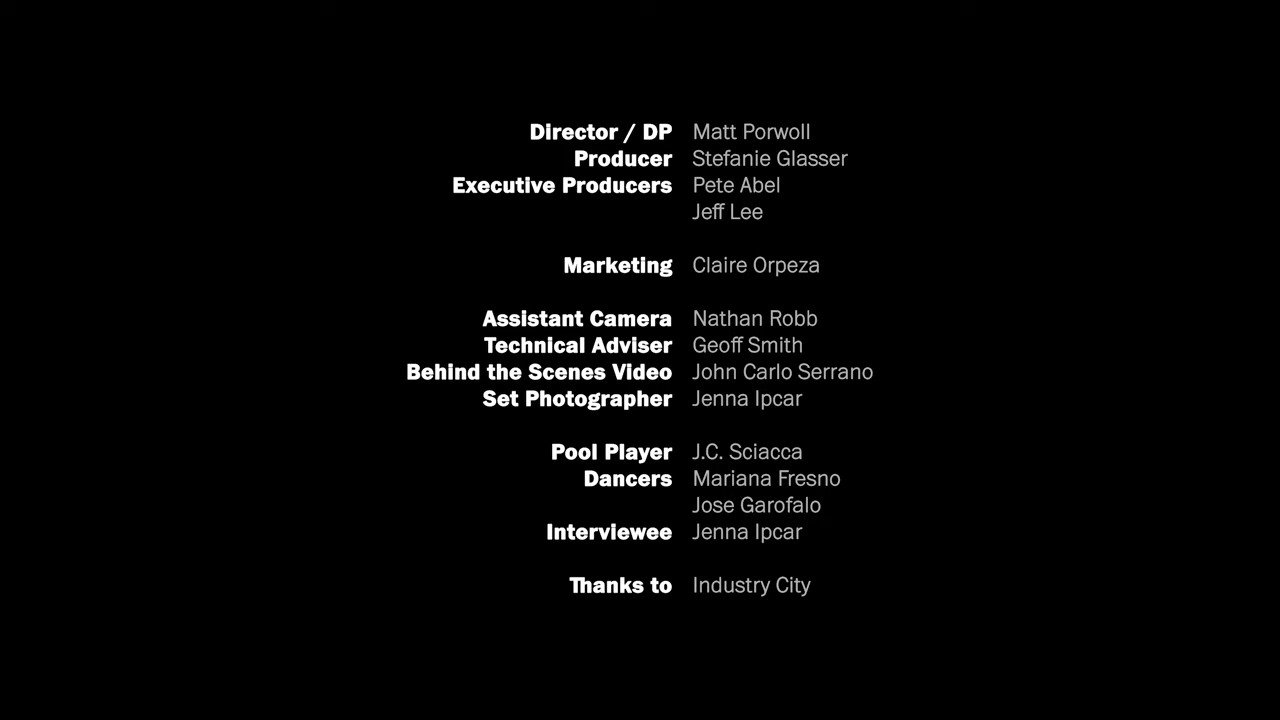 Director / DP Matt Porwoll
Producer Stefanie Glasser
Executive Producers Pete Abel
Jeff Lee
Marketing Claire Orpeza
Assistant Camera Nathan Robb
Technical Adviser Geoff Smith
Behind the Scenes Video John Carlo Serrano
Set Photographer Jenna Ipcar
Pool Player J.C. Sciacca
Dancers Mariana Fresno
Jose Garofalo
Interviewee Jenna Ipcar
Thanks to Industry City